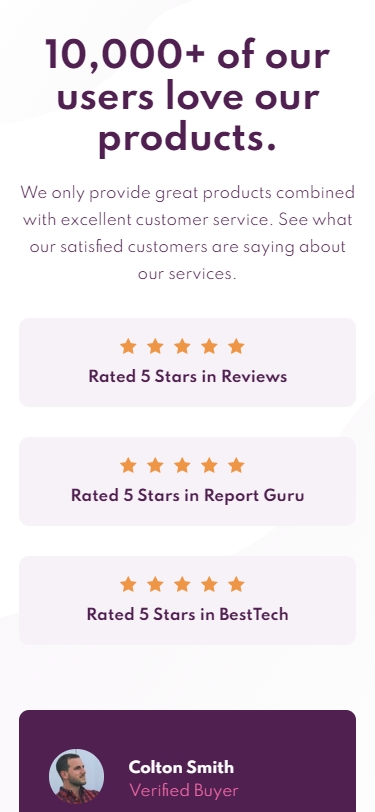 10,000+ of our
users love our
products.
We only provide great products combined
with excellent customer service. See what
our satisfied customers are saying about
our services.
Rated 5 Stars in Reviews
Rated 5 Stars in Report Guru
Rated 5 Stars in BestTech
Colton Smith
Verified Buyer